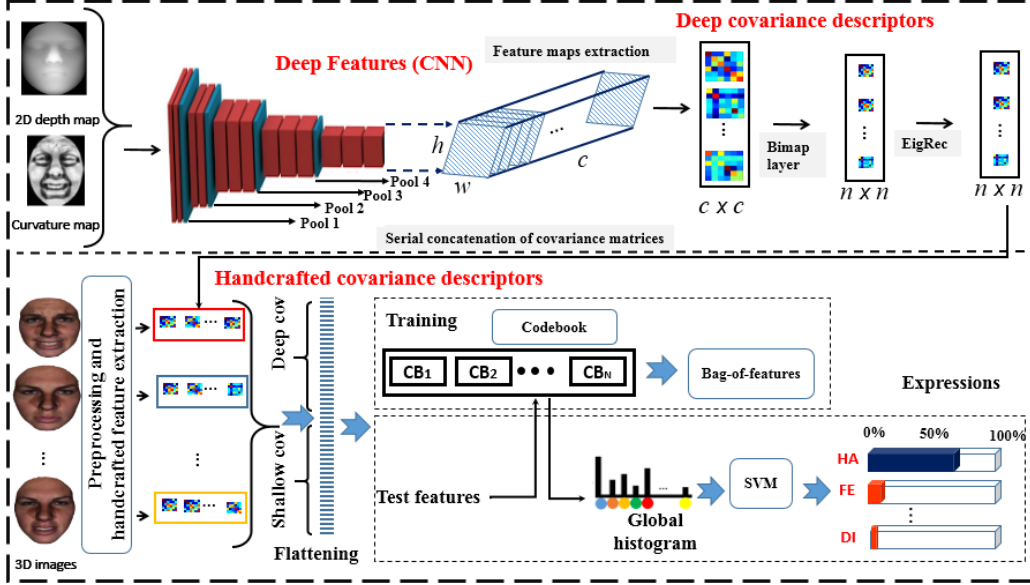 Deep covariance descriptors
Deep Features (CNN)
Feature maps extraction
2D depth map
Curvature map
h
w
c
...
Pool 4
Pool 3
Pool 2
Pool 1
Bimap
layer
EigRec
c x c
n x n
n x n
Serial concatenation of covariance matrices
Handcrafted covariance descriptors
Preprocessing and
handcrafted feature extraction
3D images
Deep cov
Shallow cov
Flattening
Training
Codebook
CB1
CB2
CBN
Bag-of-features
Expressions
Test features
Global
histogram
SVM
0% 50% 100%
HA
FE
DI